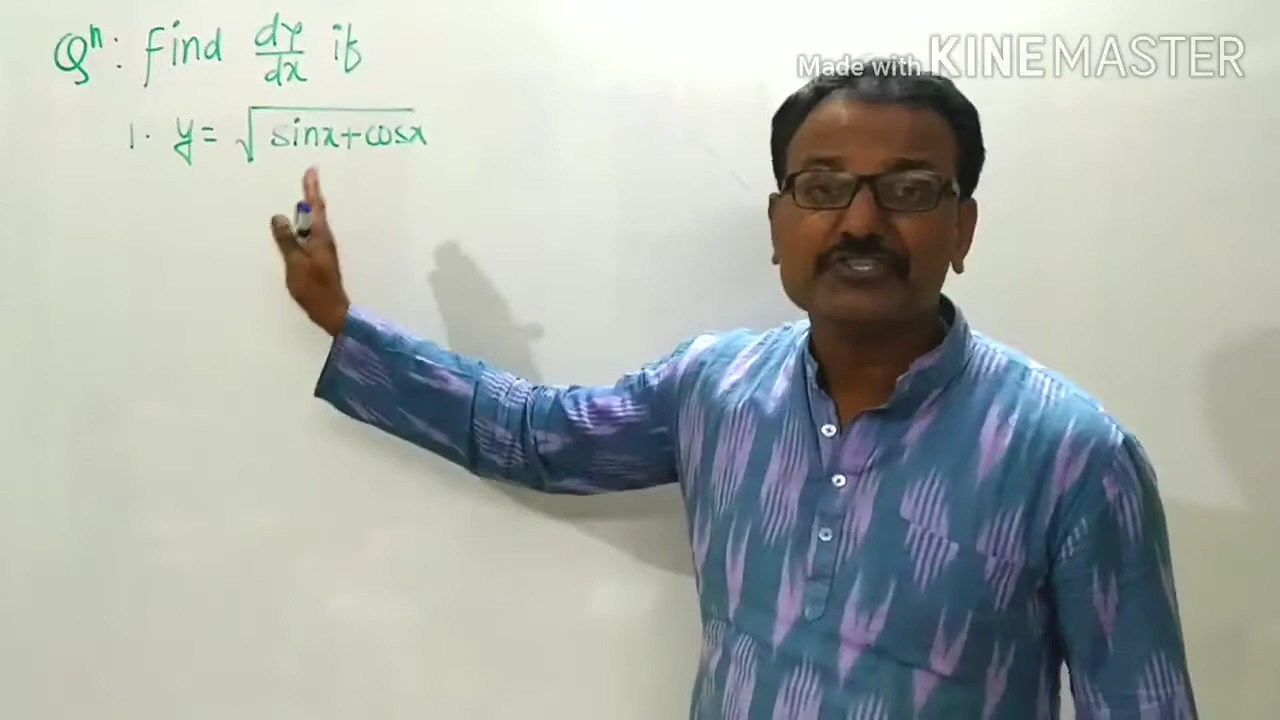 Qⁿ: Find dy/dx if
1. y = √(sinx+cosx)
Made with KINEMASTER